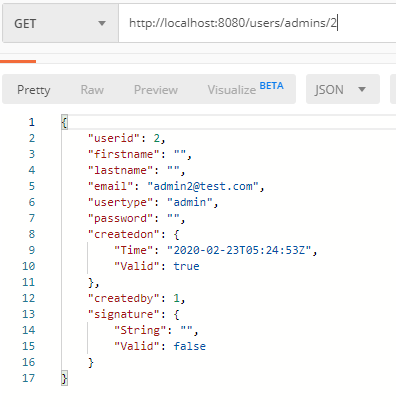 GET http://localhost:8080/users/admins/2
Pretty Raw Preview Visualize BETA JSON
1 {
2 "userid": 2,
3 "firstname": "",
4 "lastname": "",
5 "email": "admin2@test.com",
6 "usertype": "admin",
7 "password": "",
8 "createdon": {
9 "Time": "2020-02-23T05:24:53Z",
10 "Valid": true
11 },
12 "createdby": 1,
13 "signature": {
14 "String": "",
15 "Valid": false
16 }
17 }